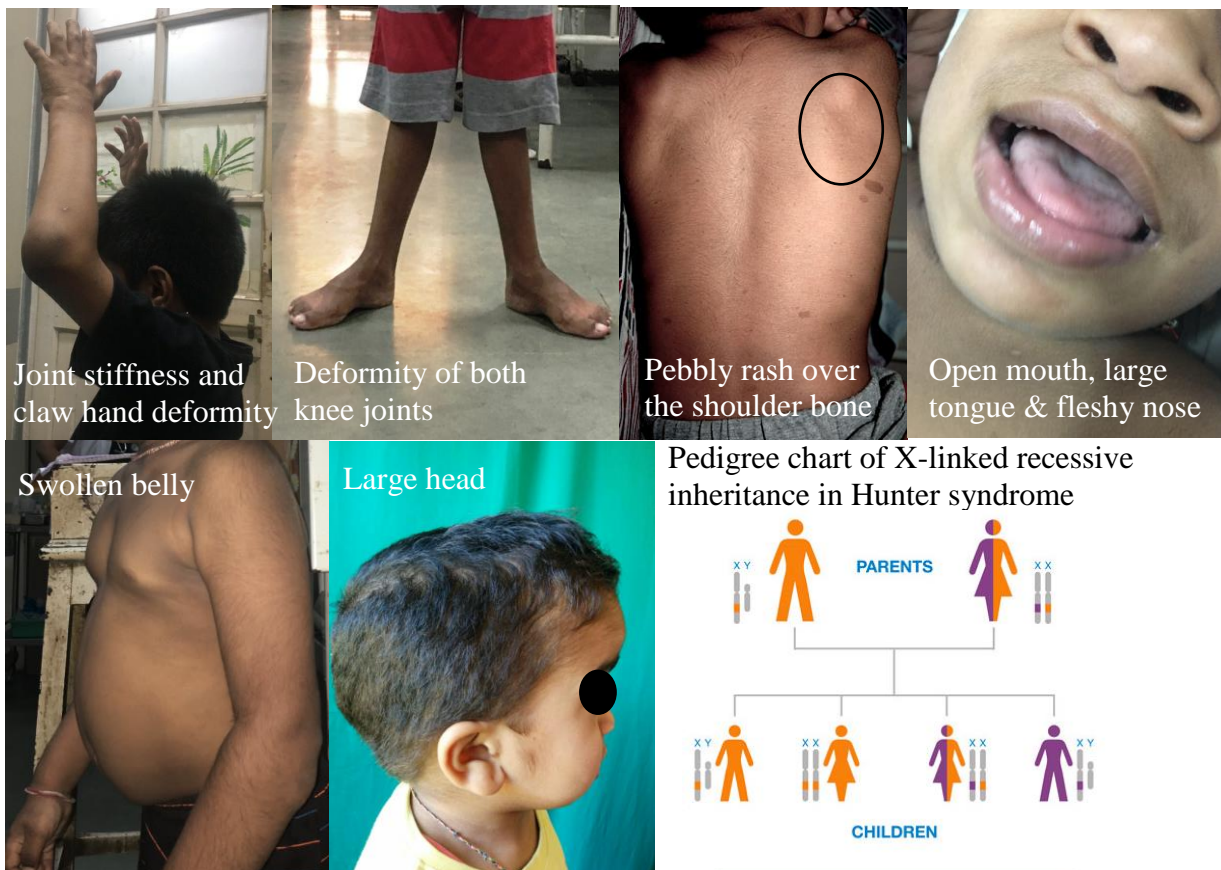 Joint stiffness and
claw hand deformity
Deformity of both
knee joints
Pebbly rash over
the shoulder bone
Open mouth, large
tongue & fleshy nose
Swollen belly
Large head
Pedigree chart of X-linked recessive
inheritance in Hunter syndrome
X Y
PARENTS
X X
X Y
X X
X X
X Y
CHILDREN